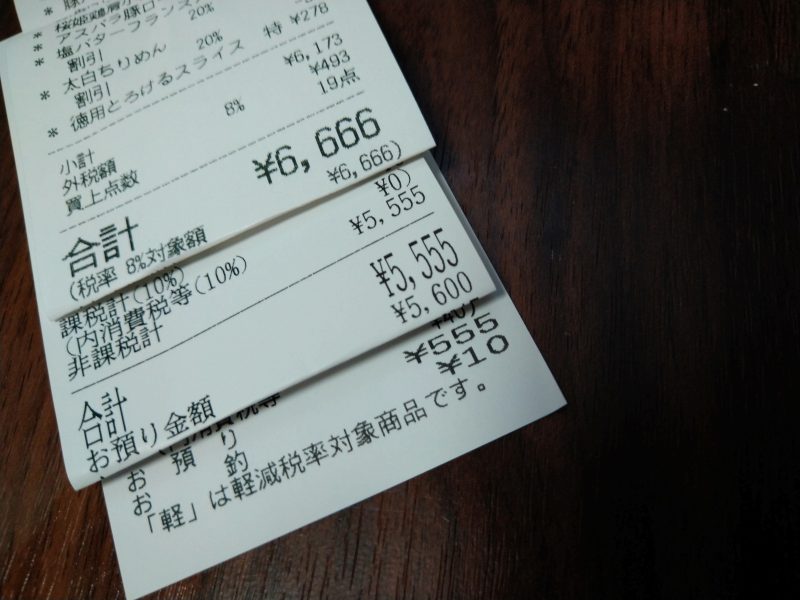 * 桜姫鶏肩
* アスパラ豚ロ
* 塩バターフランス
割引 20%
太白ちりめん 特 ¥278
割引 20%
* 徳用とろけるスライス
小計 ¥6,173
外税額 8% ¥493
買上点数 19点
合計 ¥6,666
(税率 8%対象額 ¥6,666)
課税計(10%)
(内消費税等(10%) ¥0)
非課税計 ¥5,555
合計 ¥5,555
お預り金額 ¥5,600
お預り ¥555
お釣 ¥10
「軽」は軽減税率対象商品です。